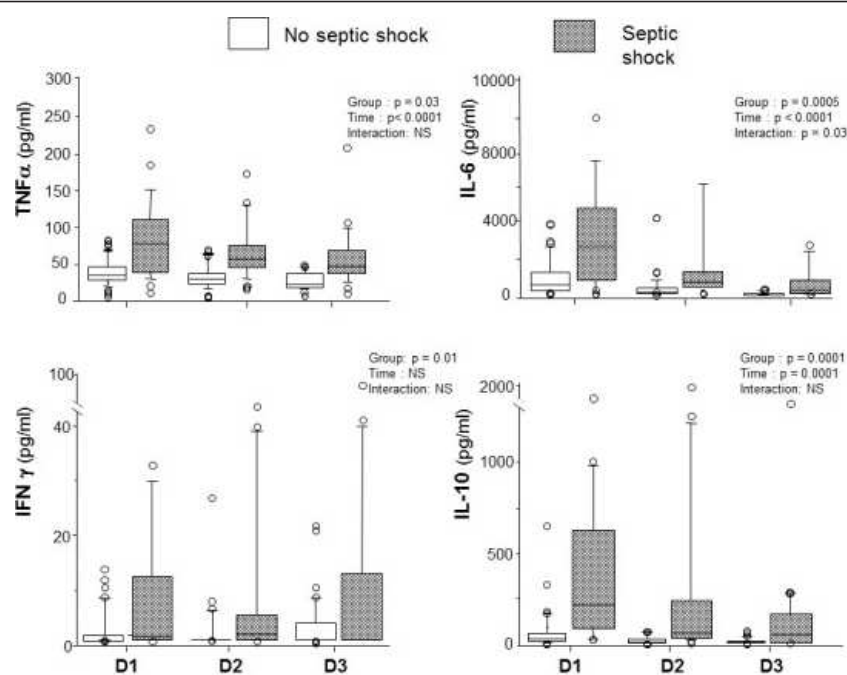 No septic shock
Septic
shock
TNFα (pg/ml)
300
250
200
150
100
50
0
Group : p = 0.03
Time : p< 0.0001
Interaction: NS
IL-6 (pg/ml)
10000
8000
4000
0
Group : p = 0.0005
Time : p < 0.0001
Interaction: p = 0.03
IFN γ (pg/ml)
100
40
20
0
Group: p = 0.01
Time : NS
Interaction: NS
D1 D2 D3
IL-10 (pg/ml)
2000
1000
500
0
Group : p = 0.0001
Time : p = 0.0001
Interaction: NS
D1 D2 D3